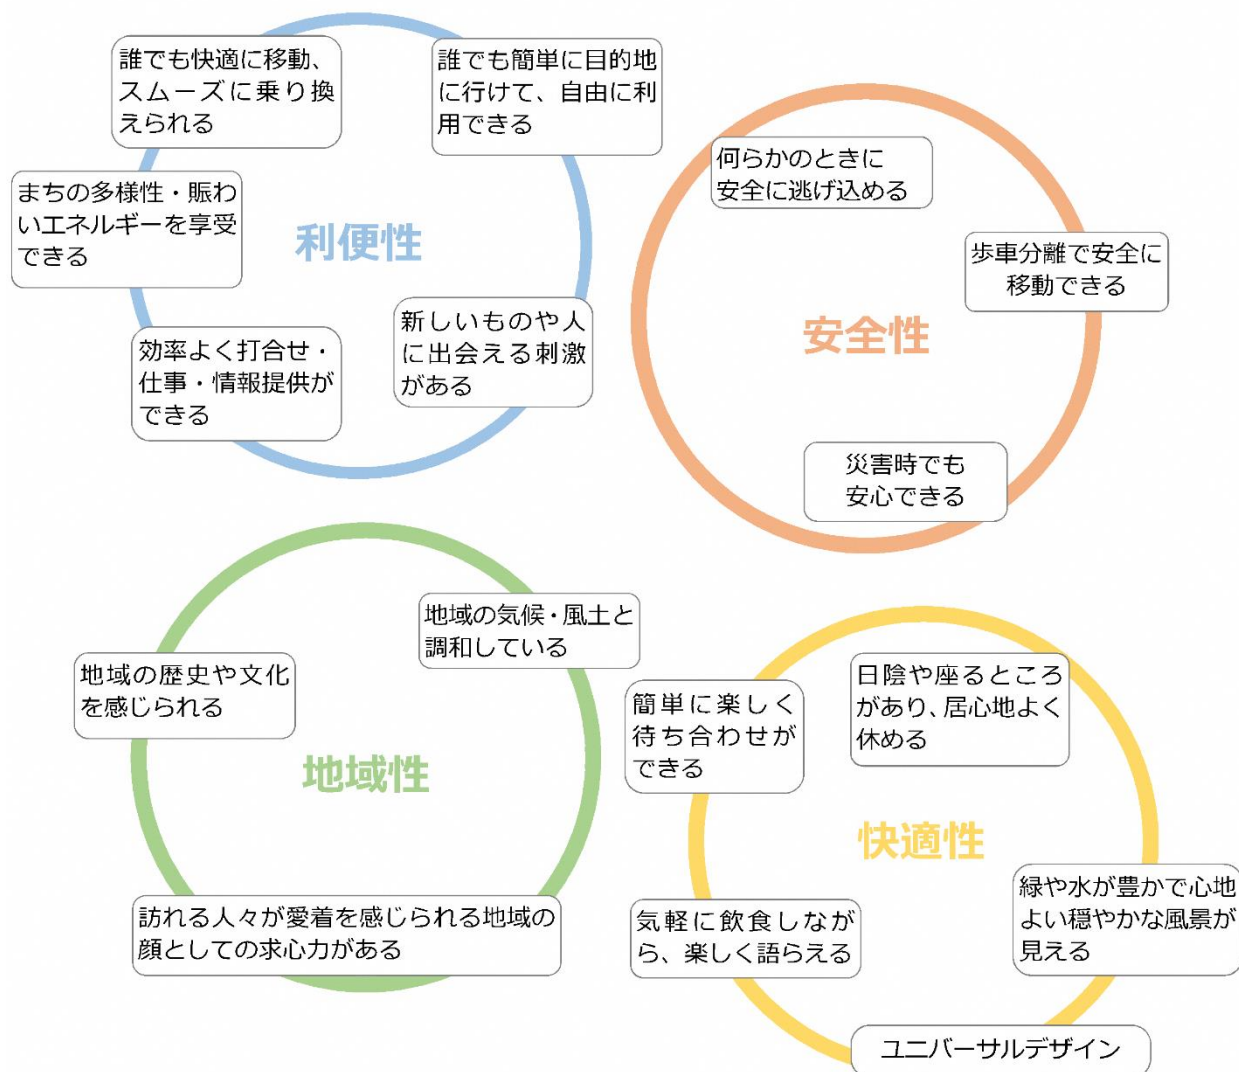 誰でも快適に移動、
スムーズに乗り換
えられる
誰でも簡単に目的地
に行けて、自由に利
用できる
まちの多様性・賑わ
いエネルギーを享受
できる
利便性
効率よく打合せ・
仕事・情報提供が
できる
新しいものや人
に出会える刺激
がある
何らかのときに
安全に逃げ込める
歩車分離で安全に
移動できる
安全性
災害時でも
安心できる
地域の気候・風土と
調和している
地域の歴史や文化
を感じられる
地域性
訪れる人々が愛着を感じられる地域の
顔としての求心力がある
日陰や座るところ
があり、居心地よく
休める
簡単に楽しく
待ち合わせが
できる
快適性
緑や水が豊かで心地
よい穏やかな風景が
見える
気軽に飲食しなが
ら、楽しく語らえる
ユニバーサルデザイン